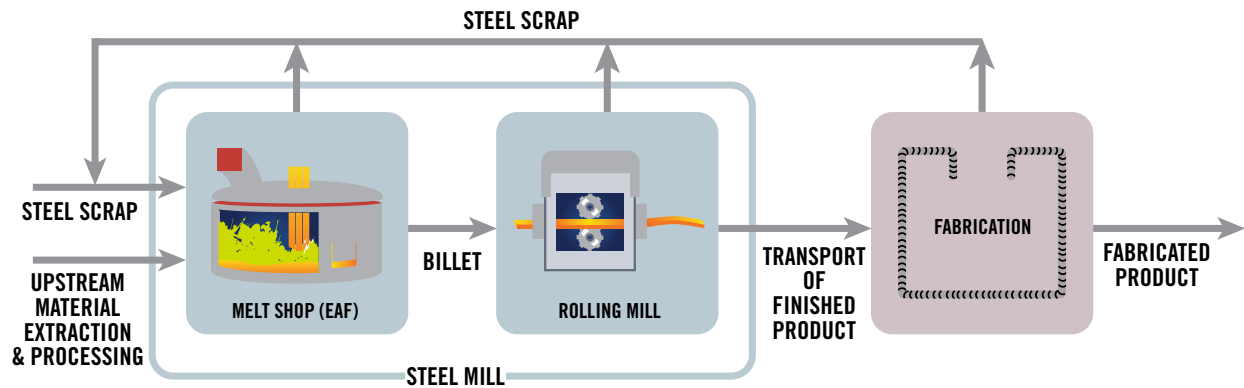 STEEL SCRAP
STEEL SCRAP
UPSTREAM
MATERIAL
EXTRACTION
& PROCESSING
MELT SHOP (EAF)
BILLET
ROLLING MILL
STEEL MILL
TRANSPORT
OF
FINISHED
PRODUCT
FABRICATION
FABRICATED
PRODUCT